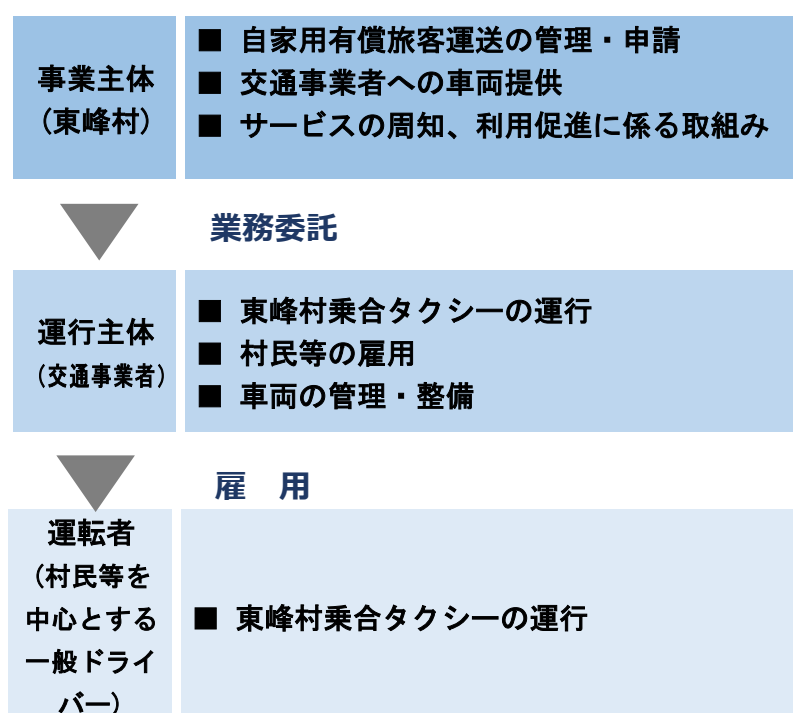 事業主体
(東峰村)
■ 自家用有償旅客運送の管理・申請
■ 交通事業者への車両提供
■ サービスの周知、利用促進に係る取組み
業務委託
運行主体
(交通事業者)
■ 東峰村乗合タクシーの運行
■ 村民等の雇用
■ 車両の管理・整備
雇　用
運転者
(村民等を
中心とする
一般ドライ
バー)
■ 東峰村乗合タクシーの運行